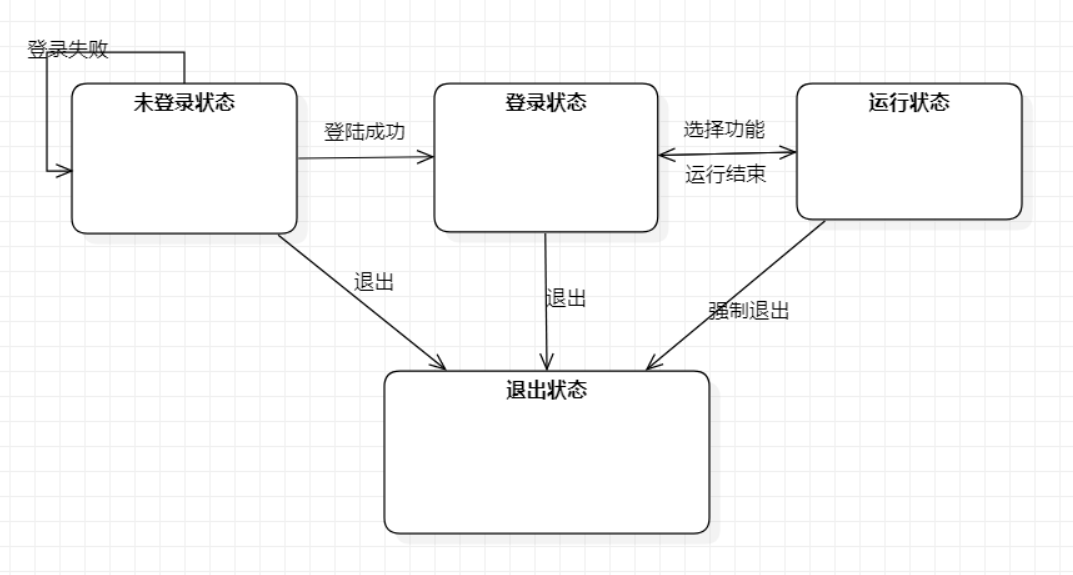 登录失败
未登录状态
登录状态
运行状态
登陆成功
选择功能
运行结束
退出
退出
强制退出
退出状态